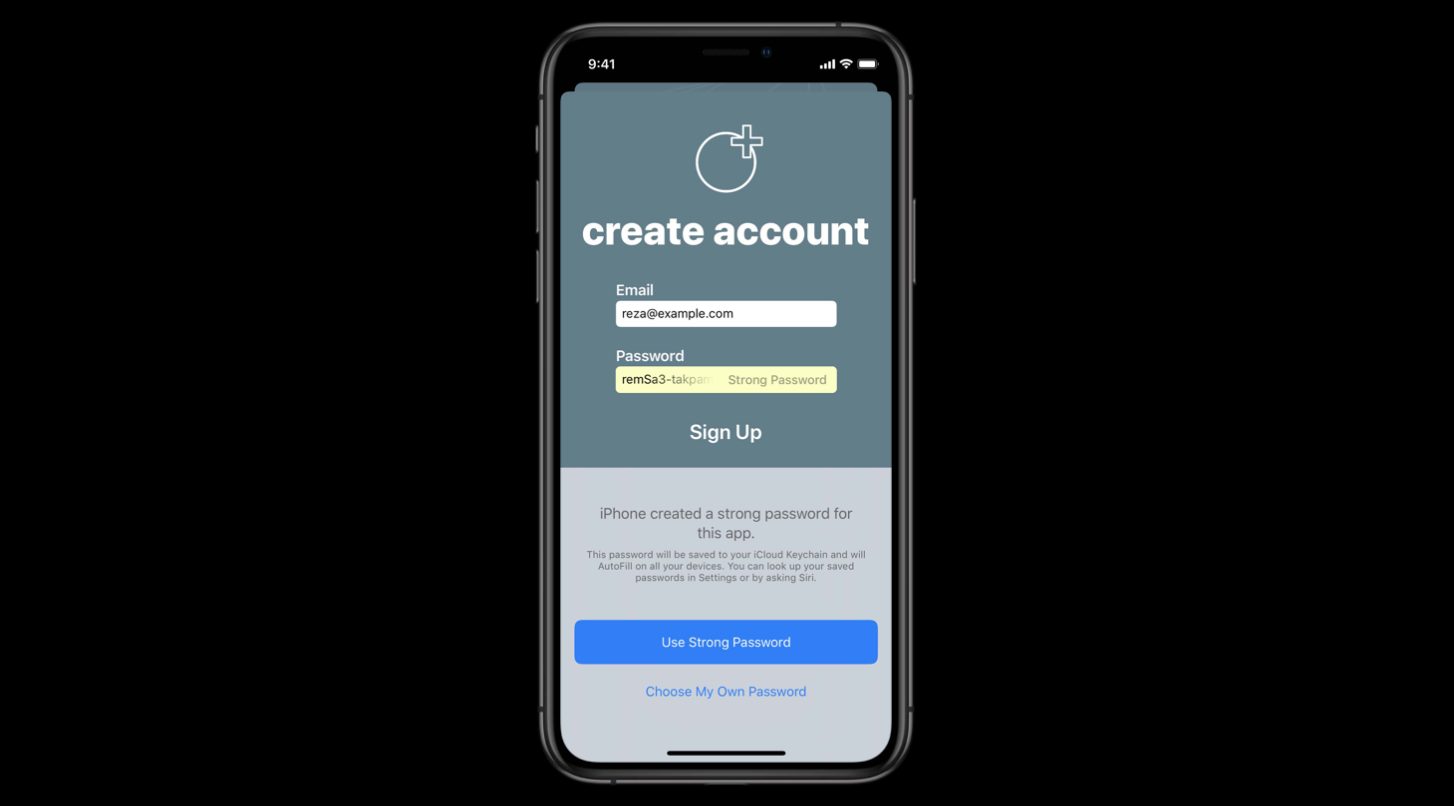 9:41
create account
Email
reza@example.com
Password
remSa3-takpam Strong Password
Sign Up
iPhone created a strong password for
this app.
This password will be saved to your iCloud Keychain and will
AutoFill on all your devices. You can look up your saved
passwords in Settings or by asking Siri.
Use Strong Password
Choose My Own Password